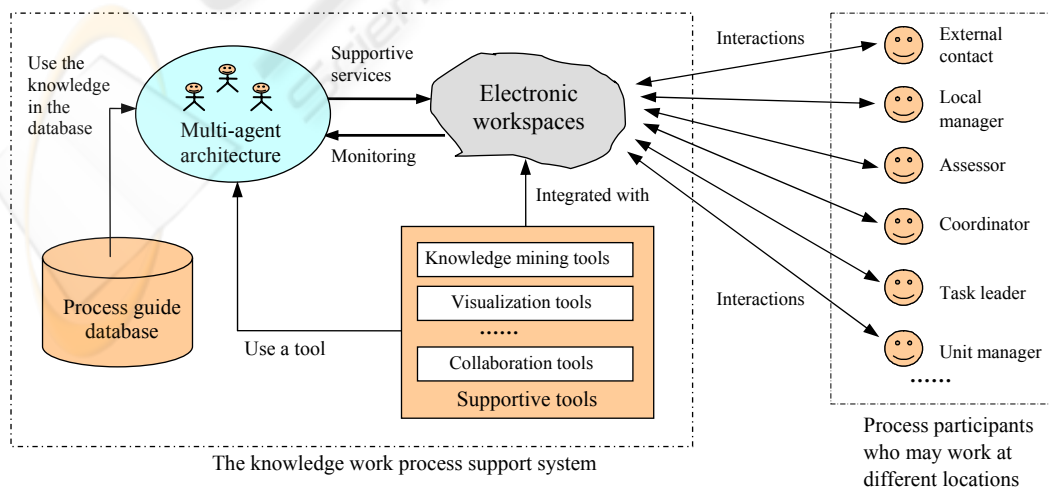 Use the
knowledge
in the
database
Multi-agent
architecture
Supportive
services
Monitoring
Electronic
workspaces
Integrated with
Process guide
database
Use a tool
Knowledge mining tools
Visualization tools
......
Collaboration tools
Supportive tools
The knowledge work process support system
Interactions
Interactions
External
contact
Local
manager
Assessor
Coordinator
Task leader
Unit manager
......
Process participants
who may work at
different locations